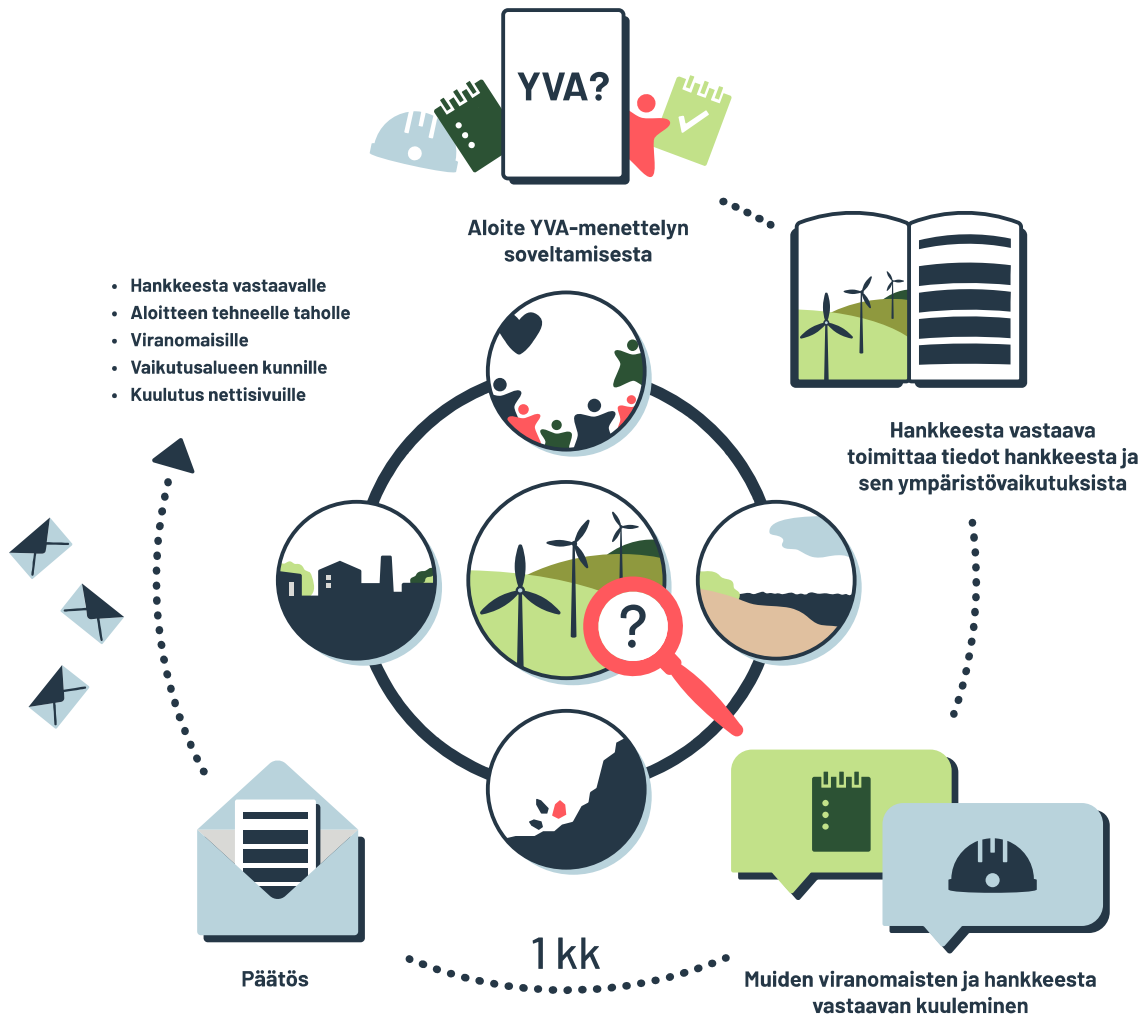 YVA?
Aloite YVA-menettelyn
soveltamisesta
Hankkeesta vastaava
toimittaa tiedot hankkeesta ja
sen ympäristövaikutuksista
?
Muiden viranomaisten ja hankkeesta
vastaavan kuuleminen
1 kk
Päätös
• Hankkeesta vastaavalle
• Aloitteen tehneelle taholle
• Viranomaisille
• Vaikutusalueen kunnille
• Kuulutus nettisivuille